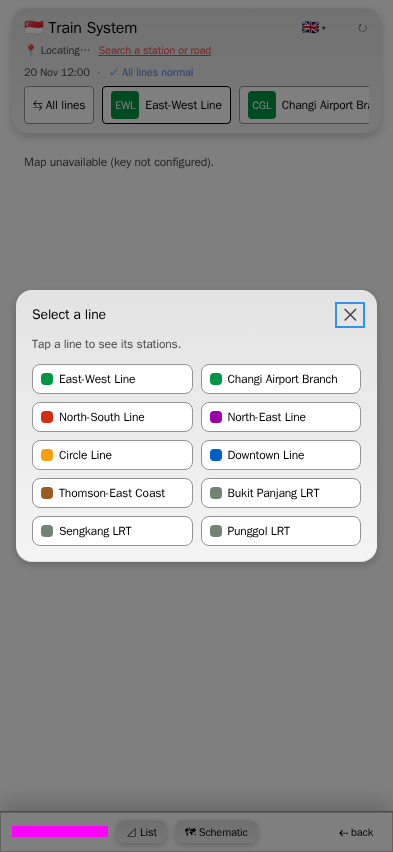 🇸🇬 Train System 🇬🇧 ▾ ↻
📍 Locating… Search a station or road
20 Nov 12:00 · ✓ All lines normal
⇆ All lines EWL East-West Line CGL Changi Airport Bra
Map unavailable (key not configured).
Select a line
Tap a line to see its stations.
East-West Line Changi Airport Branch
North-South Line North-East Line
Circle Line Downtown Line
Thomson-East Coast Bukit Panjang LRT
Sengkang LRT Punggol LRT
List 🗺 Schematic ⇠ back